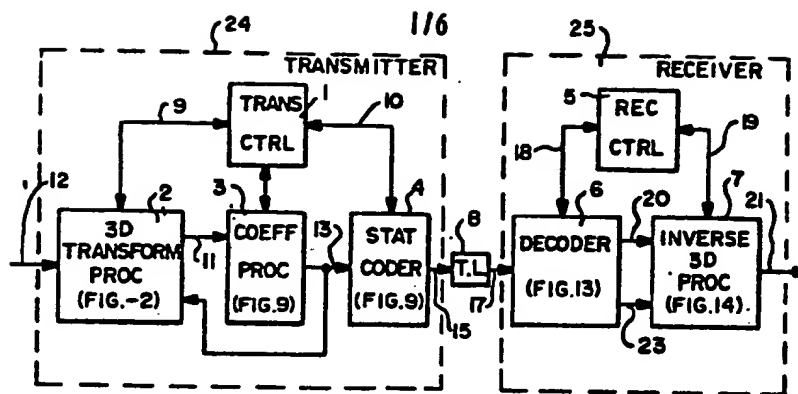 1/6
24
TRANSMITTER
TRANS
1
CTRL
9
10
12
2
3D
TRANSFORM
PROC
(FIG.-2)
11
3
COEFF
PROC
(FIG.9)
13
4
STAT
CODER
(FIG.9)
15
8
T.L
17
25
RECEIVER
5
REC
CTRL
18
19
6
DECODER
(FIG.13)
20
23
7
INVERSE
3D
PROC
(FIG.14)
21